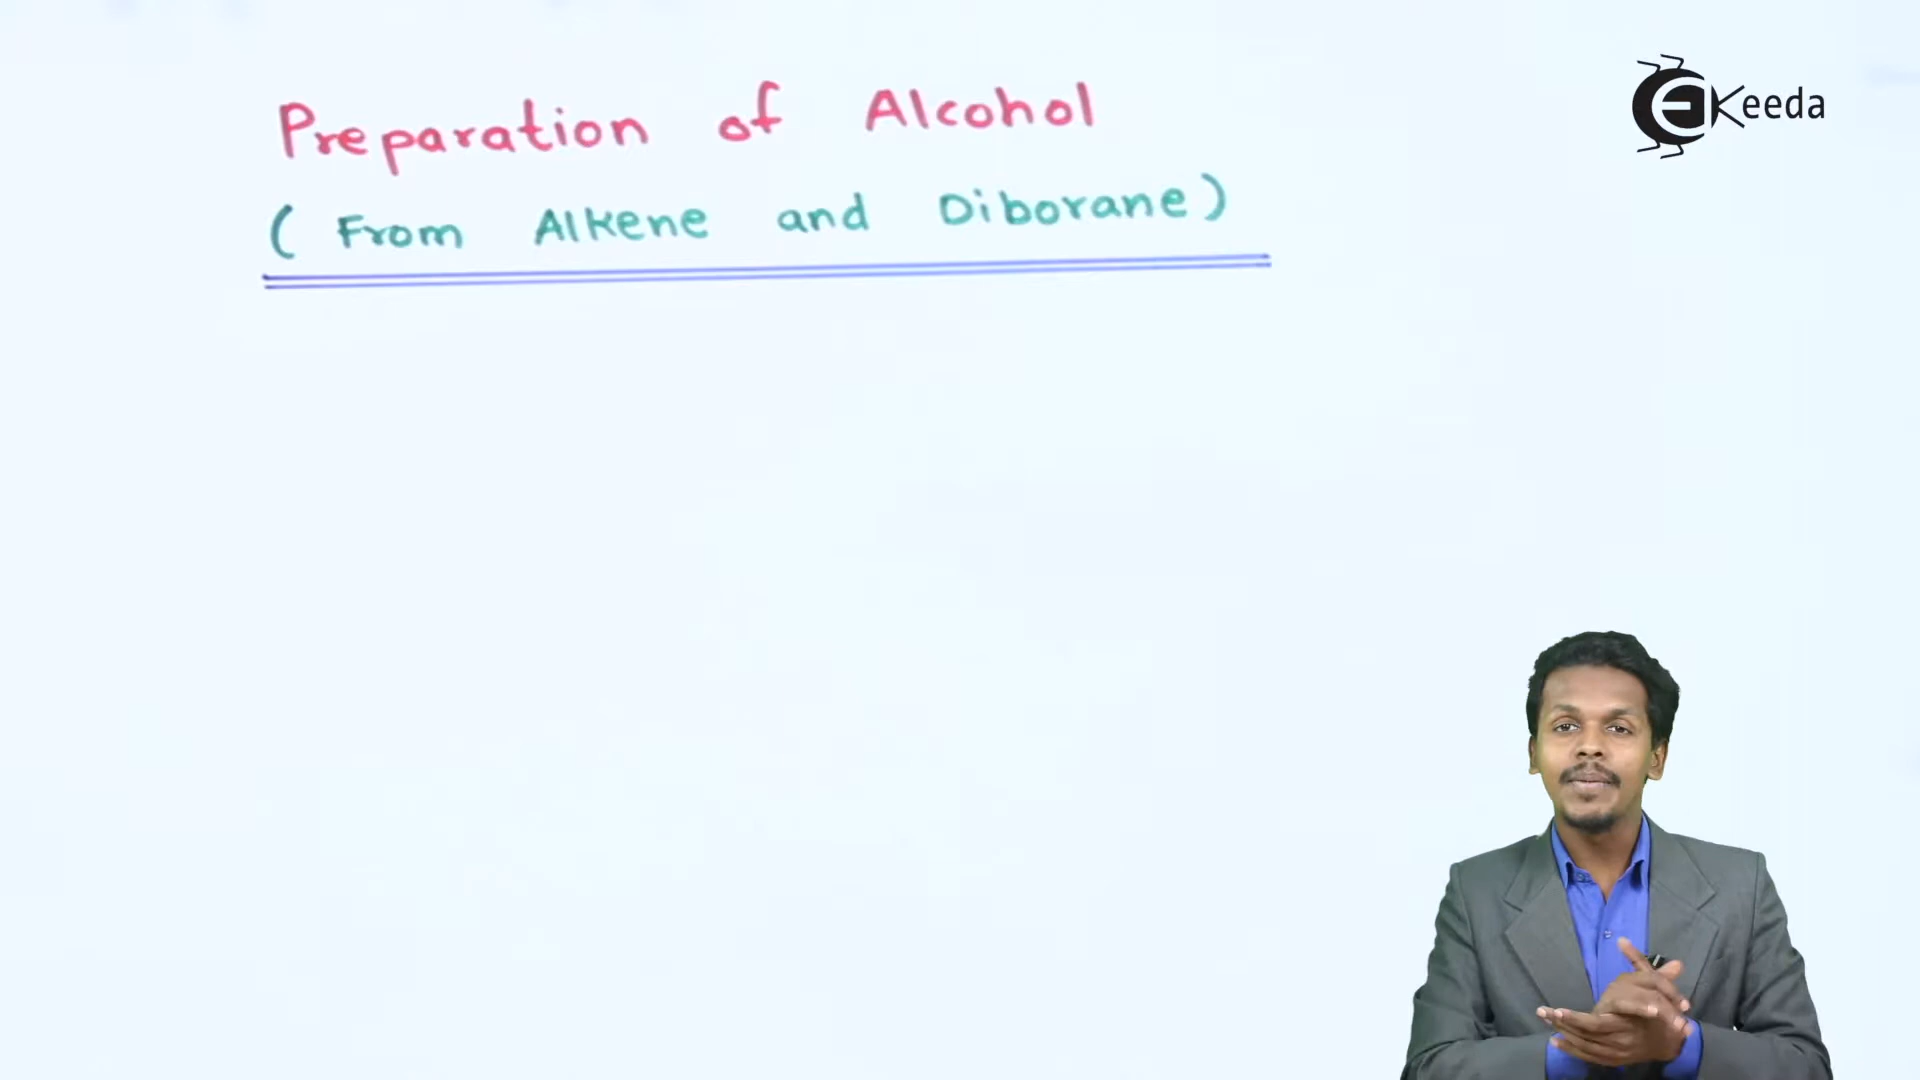 Preparation of Alcohol
(From Alkene and Diborane)
EKeeda